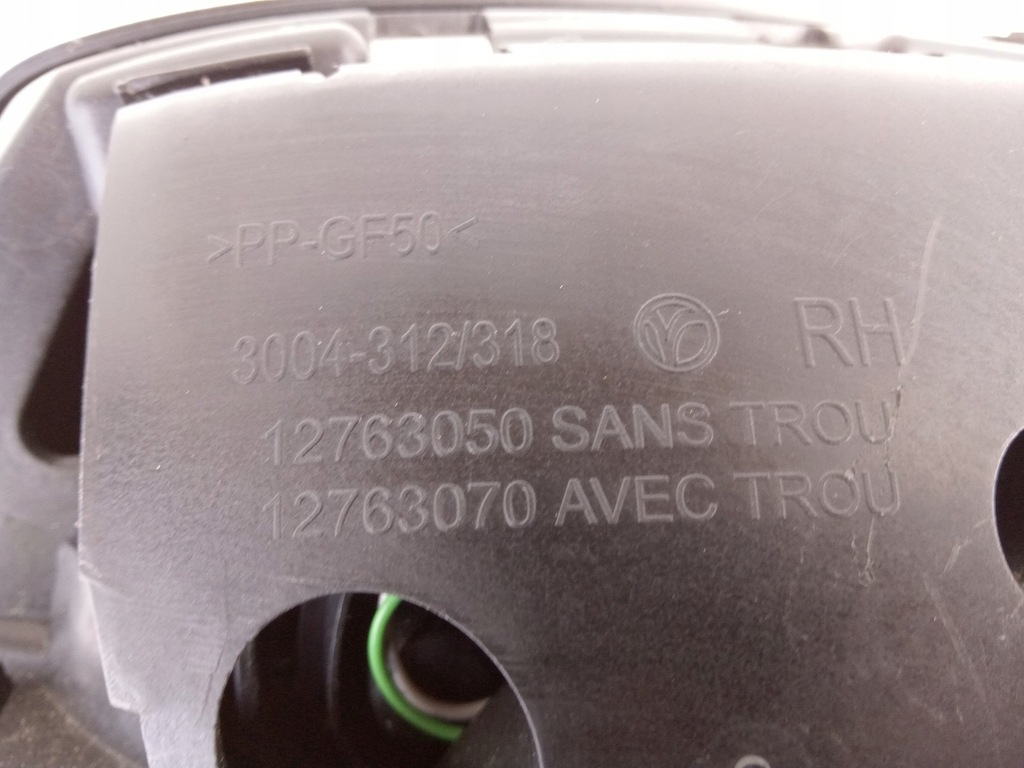 >PP-GF50<
3004-312/318 RH
12763050 SANS TROU
12763070 AVEC TROU